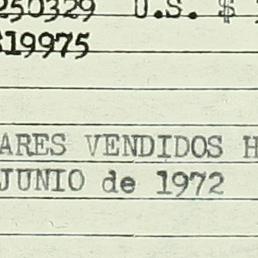 250329 U.S. $
19975
ARES VENDIDOS H
JUNIO de 1972